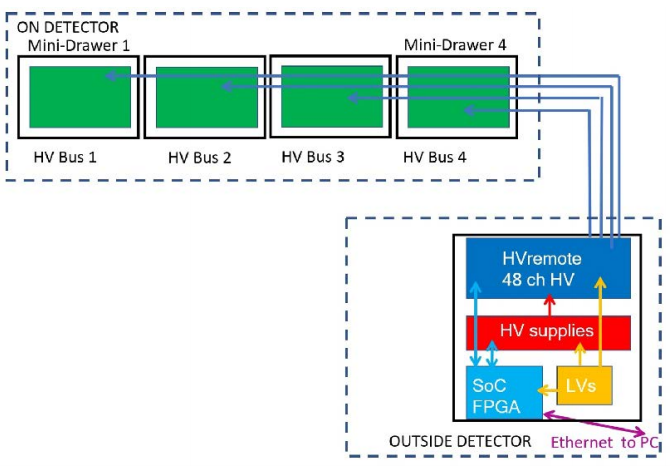 ON DETECTOR
Mini-Drawer 1
Mini-Drawer 4
HV Bus 1
HV Bus 2
HV Bus 3
HV Bus 4
HVremote
48 ch HV
HV supplies
SoC
FPGA
LVs
OUTSIDE DETECTOR
Ethernet to PC